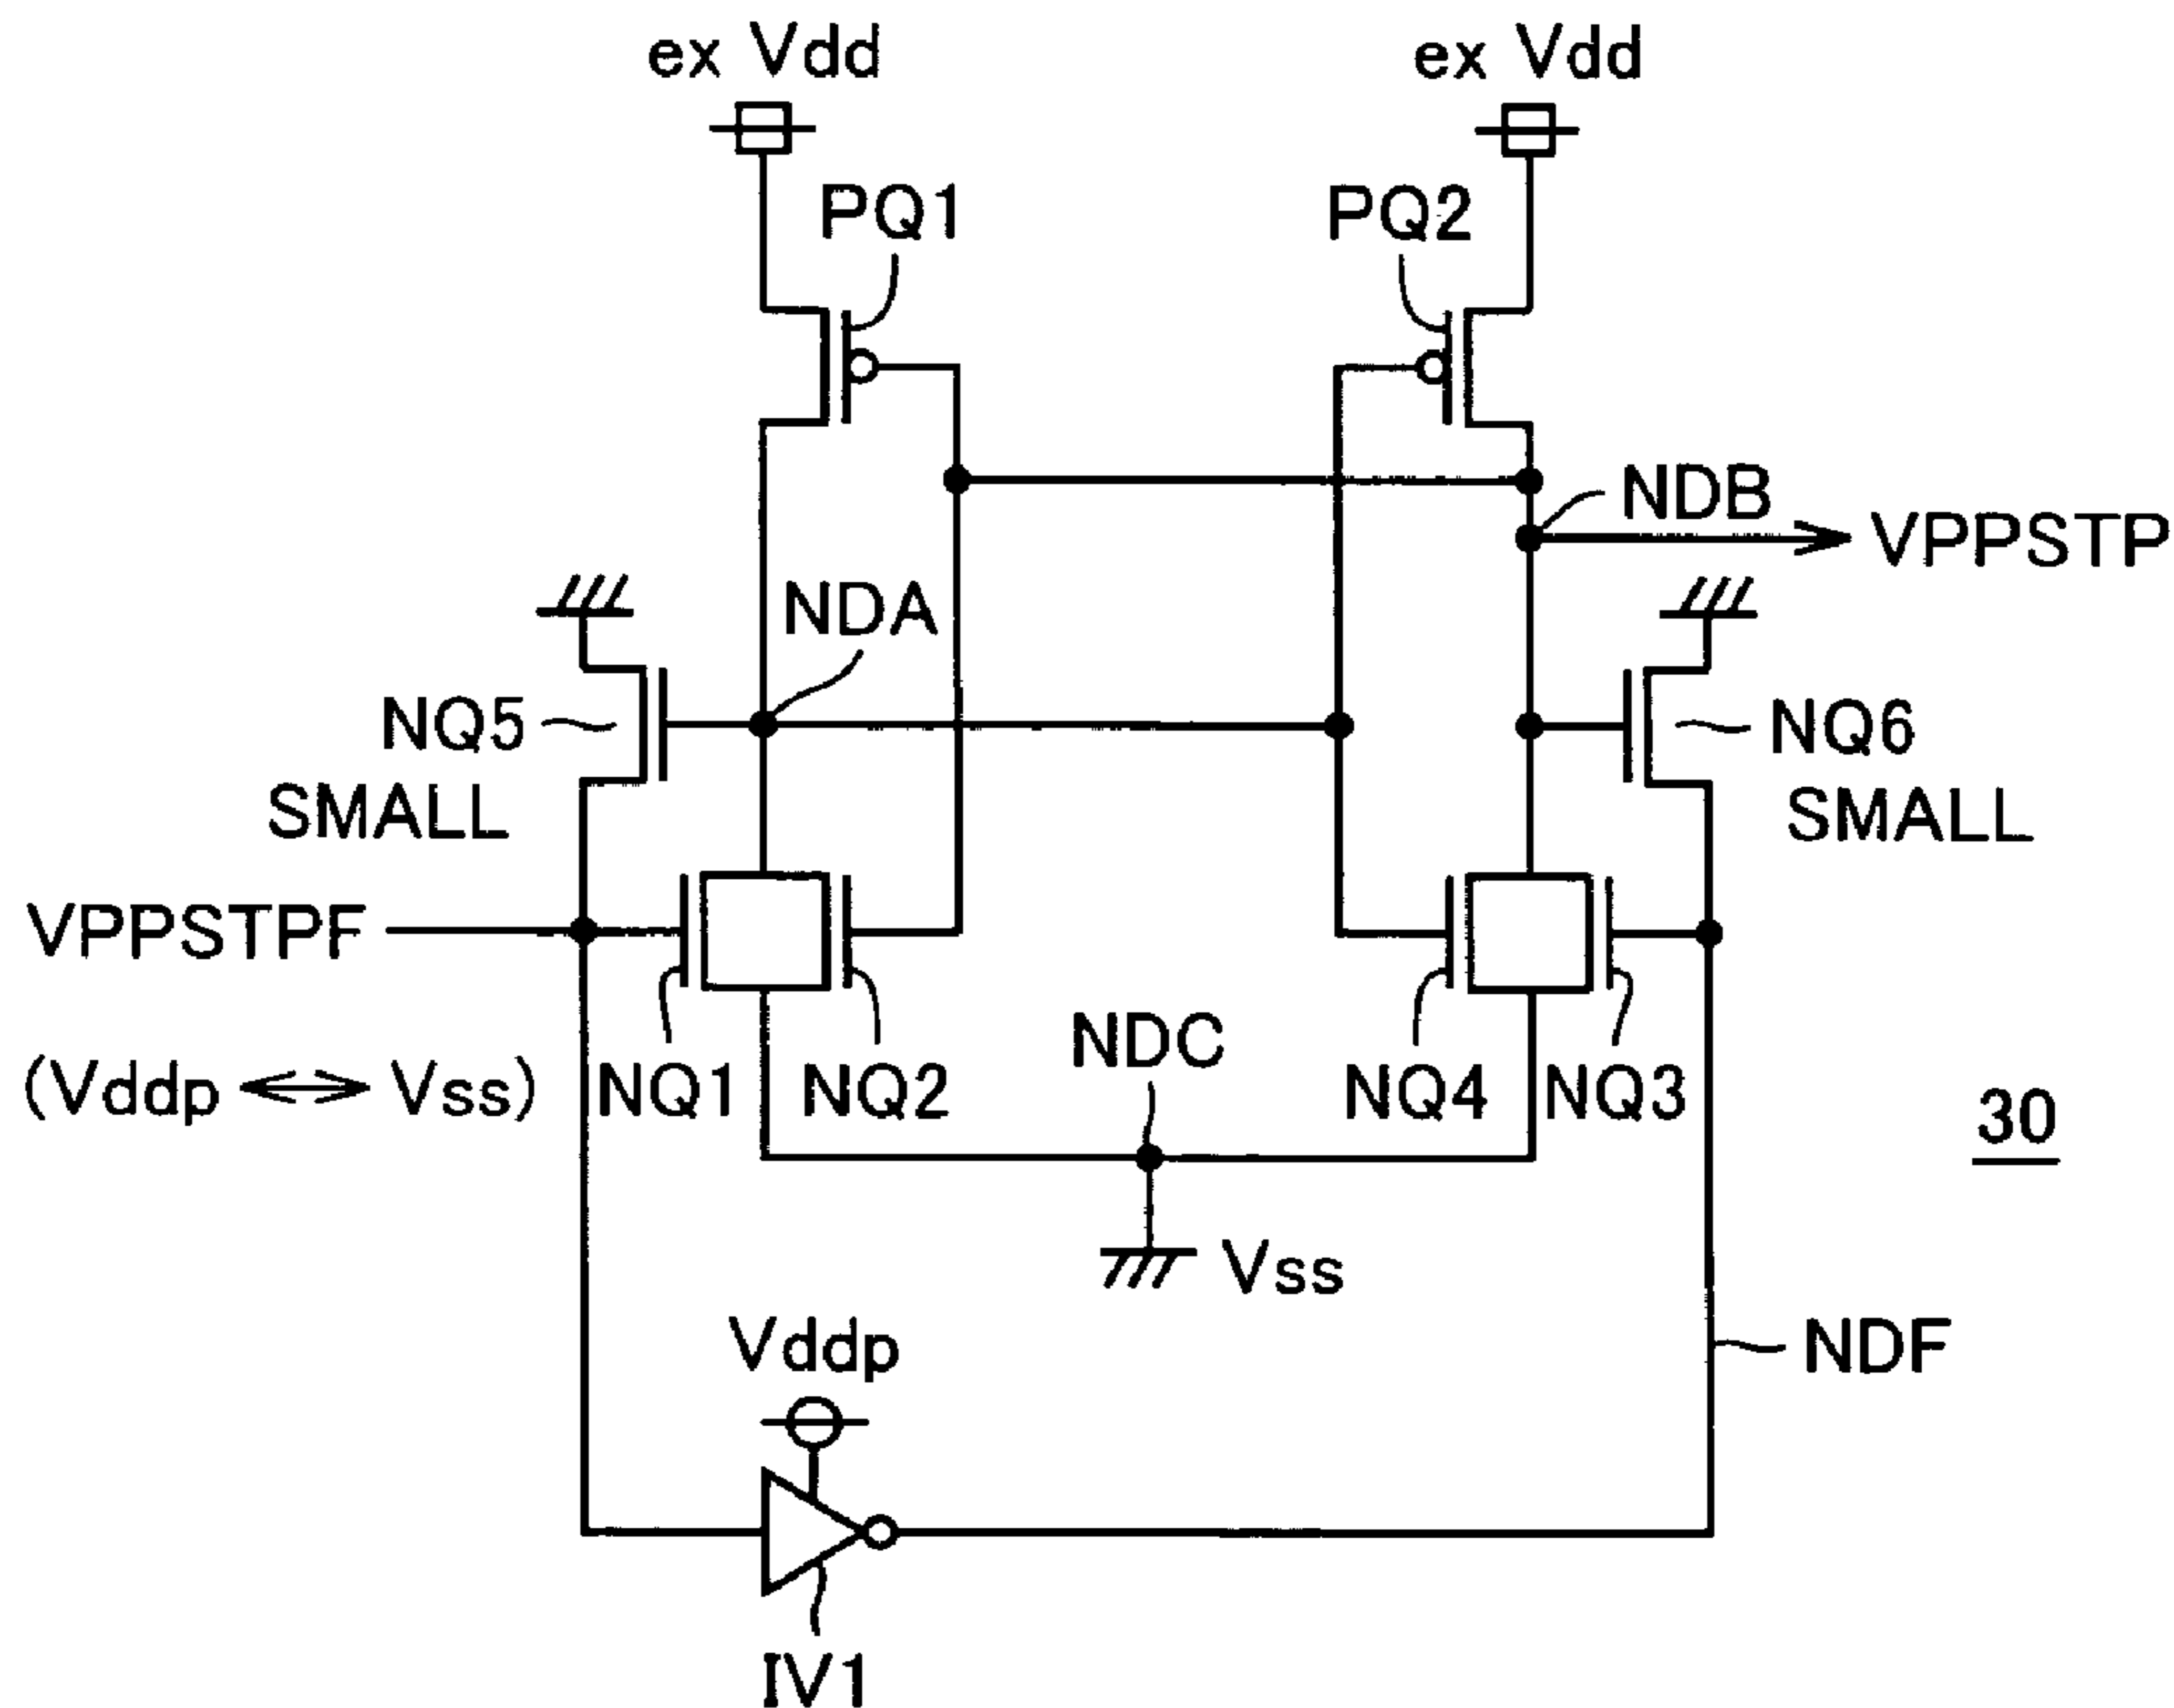 ex Vdd
ex Vdd
PQ1
PQ2
NDB
VPPSTP
NDA
NQ5
SMALL
NQ6
SMALL
VPPSTPF
(Vddp ⟷ Vss)
NQ1
NQ2
NDC
NQ4
NQ3
30
Vss
Vddp
NDF
IV1